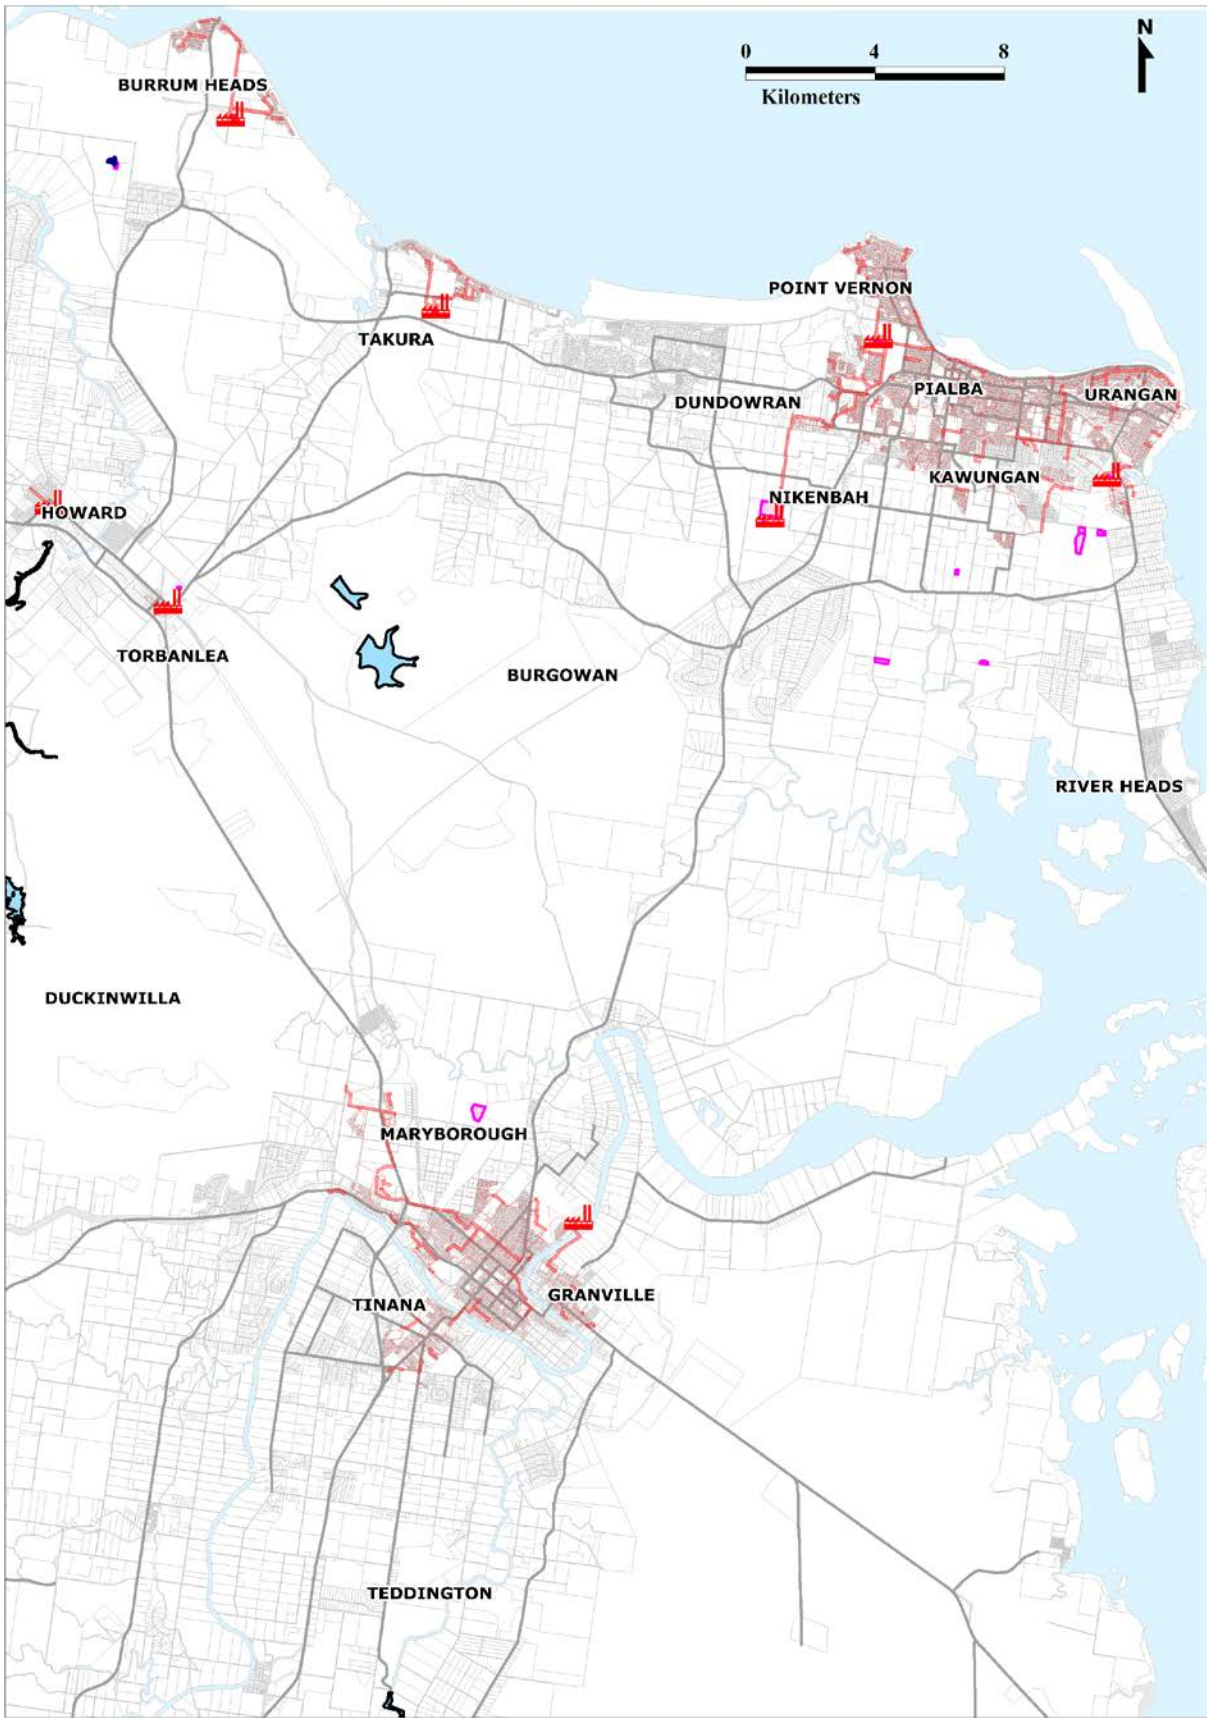 N
0 4 8
Kilometers
BURRUM HEADS
POINT VERNON
TAKURA
DUNDOWRAN
PIALBA
URANGAN
KAWUNGAN
NIKENBAH
HOWARD
TORBANLEA
BURGOWAN
RIVER HEADS
DUCKINWILLA
MARYBOROUGH
GRANVILLE
TINANA
TEDDINGTON